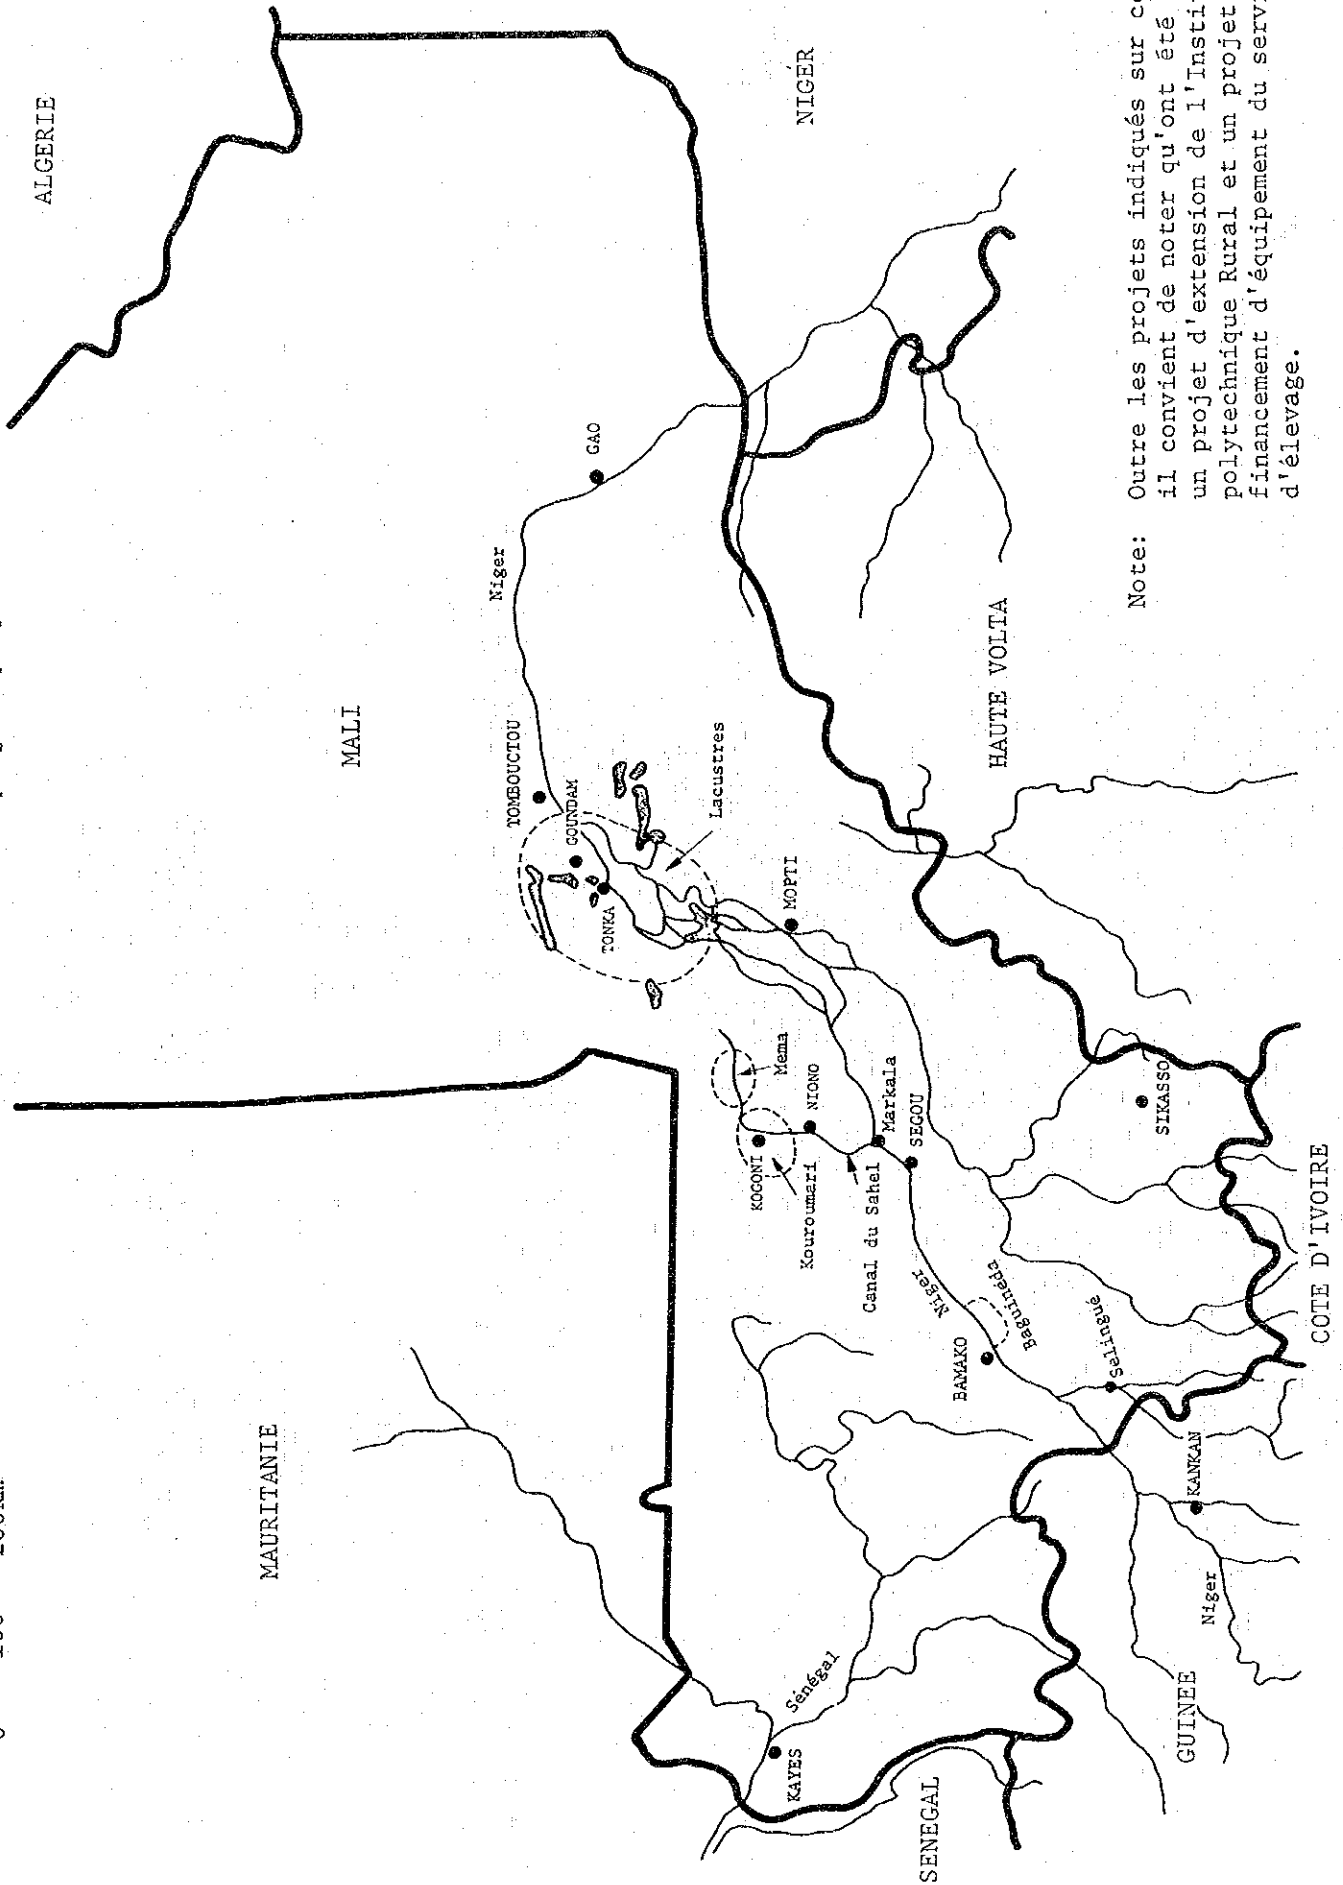 ALGERIE
MALI
NIGÉR
MAURITANIE
TOMBOUCTOU
GOUNDAM
TONKA
Niger
GAO
Lacustres
MOPTI
Mema
KOGONI
NIONO
Kouroumari
Canal du Sahel
Markala
SEGOU
Niger
Baguinéda
BAMAKO
Selingué
SIKASSO
HAUTE VOLTA
KAYES
Sénégal
SENEGAL
GUINEE
Niger
KANKAN
COTE D'IVOIRE
Note: Outre les projets indiqués sur
il convient de noter qu'ont été
un projet d'extension de l'Insti
polytechnique Rural et un projet
financement d'équipement du serv
d'élevage.